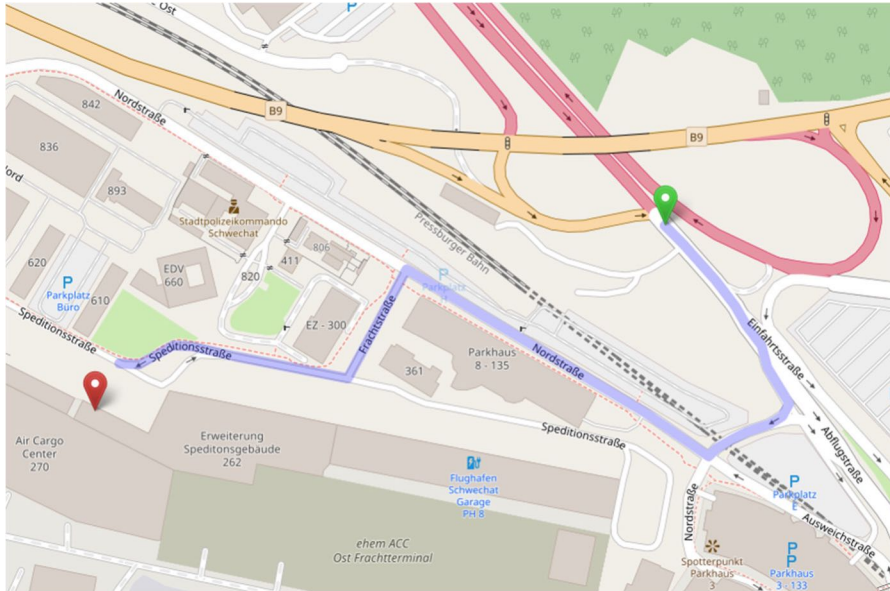 Ost
P
B9
B9
842
Nordstraße
836
893
Stadtpolizeikommando
Schwechat
Pressburger Bahn
806
411
820
EDV
660
620
P
Parkplatz
Büro
610
EZ - 300
Frachtstraße
P
Parkplatz
Speditionsstraße
Speditionsstraße
361
Parkhaus
8 - 135
Nordstraße
Einfahrtsstraße
Abflugstraße
Speditionsstraße
Air Cargo
Center
270
Erweiterung
Speditonsgebäude
262
Flughafen
Schwechat
Garage
PH 8
Nordstraße
P
Parkplatz
E
Ausweichstraße
ehem ACC
Ost Frachtterminal
Spotterpunkt
Parkhaus
3
P
P
Parkhaus
3 - 133